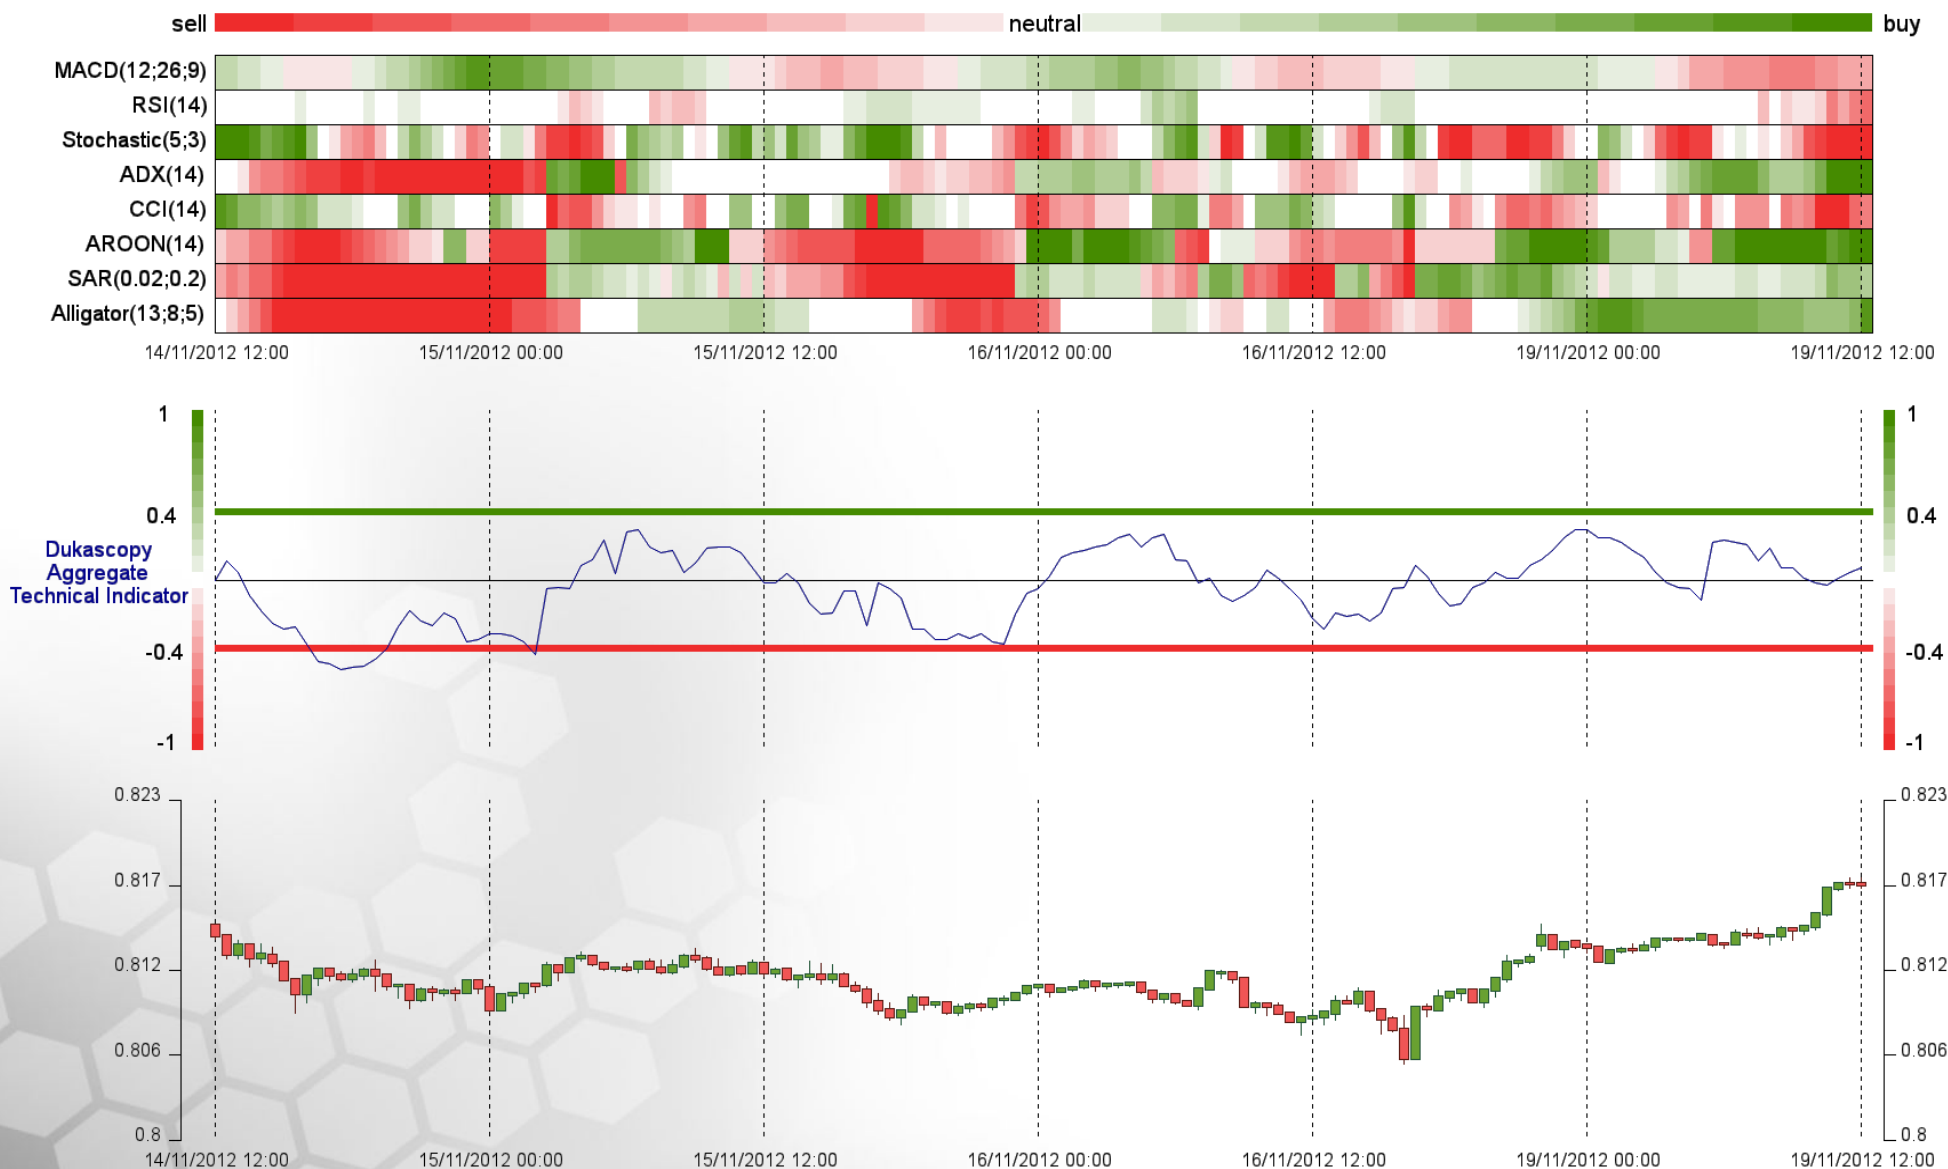 sell neutral buy
MACD(12;26;9)
RSI(14)
Stochastic(5;3)
ADX(14)
CCI(14)
AROON(14)
SAR(0.02;0.2)
Alligator(13;8;5)
14/11/2012 12:00 15/11/2012 00:00 15/11/2012 12:00 16/11/2012 00:00 16/11/2012 12:00 19/11/2012 00:00 19/11/2012 12:00
1 1
0.4 0.4
Dukascopy
Aggregate
Technical Indicator
-0.4 -0.4
-1 -1
0.823 0.823
0.817 0.817
0.812 0.812
0.806 0.806
0.8 0.8
14/11/2012 12:00 15/11/2012 00:00 15/11/2012 12:00 16/11/2012 00:00 16/11/2012 12:00 19/11/2012 00:00 19/11/2012 12:00